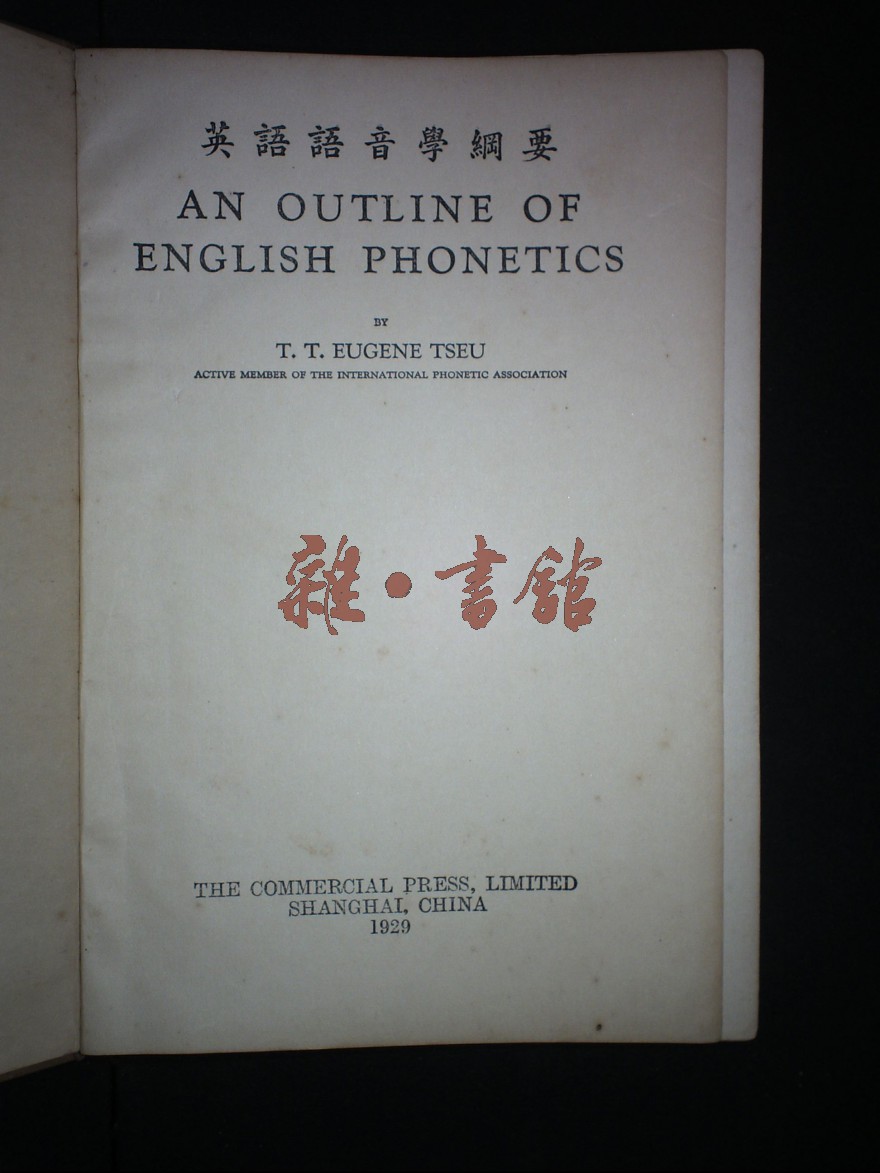 英語語音學綱要
AN OUTLINE OF
ENGLISH PHONETICS
BY
T. T. EUGENE TSEU
ACTIVE MEMBER OF THE INTERNATIONAL PHONETIC ASSOCIATION
雜·書館
THE COMMERCIAL PRESS, LIMITED
SHANGHAI, CHINA
1929